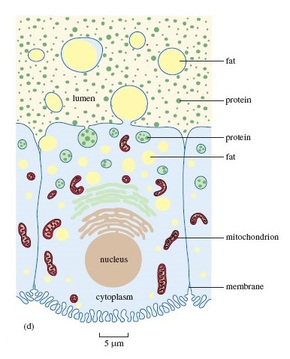 fat
lumen
protein
protein
fat
mitochondrion
nucleus
membrane
cytoplasm
(d)
5 µm